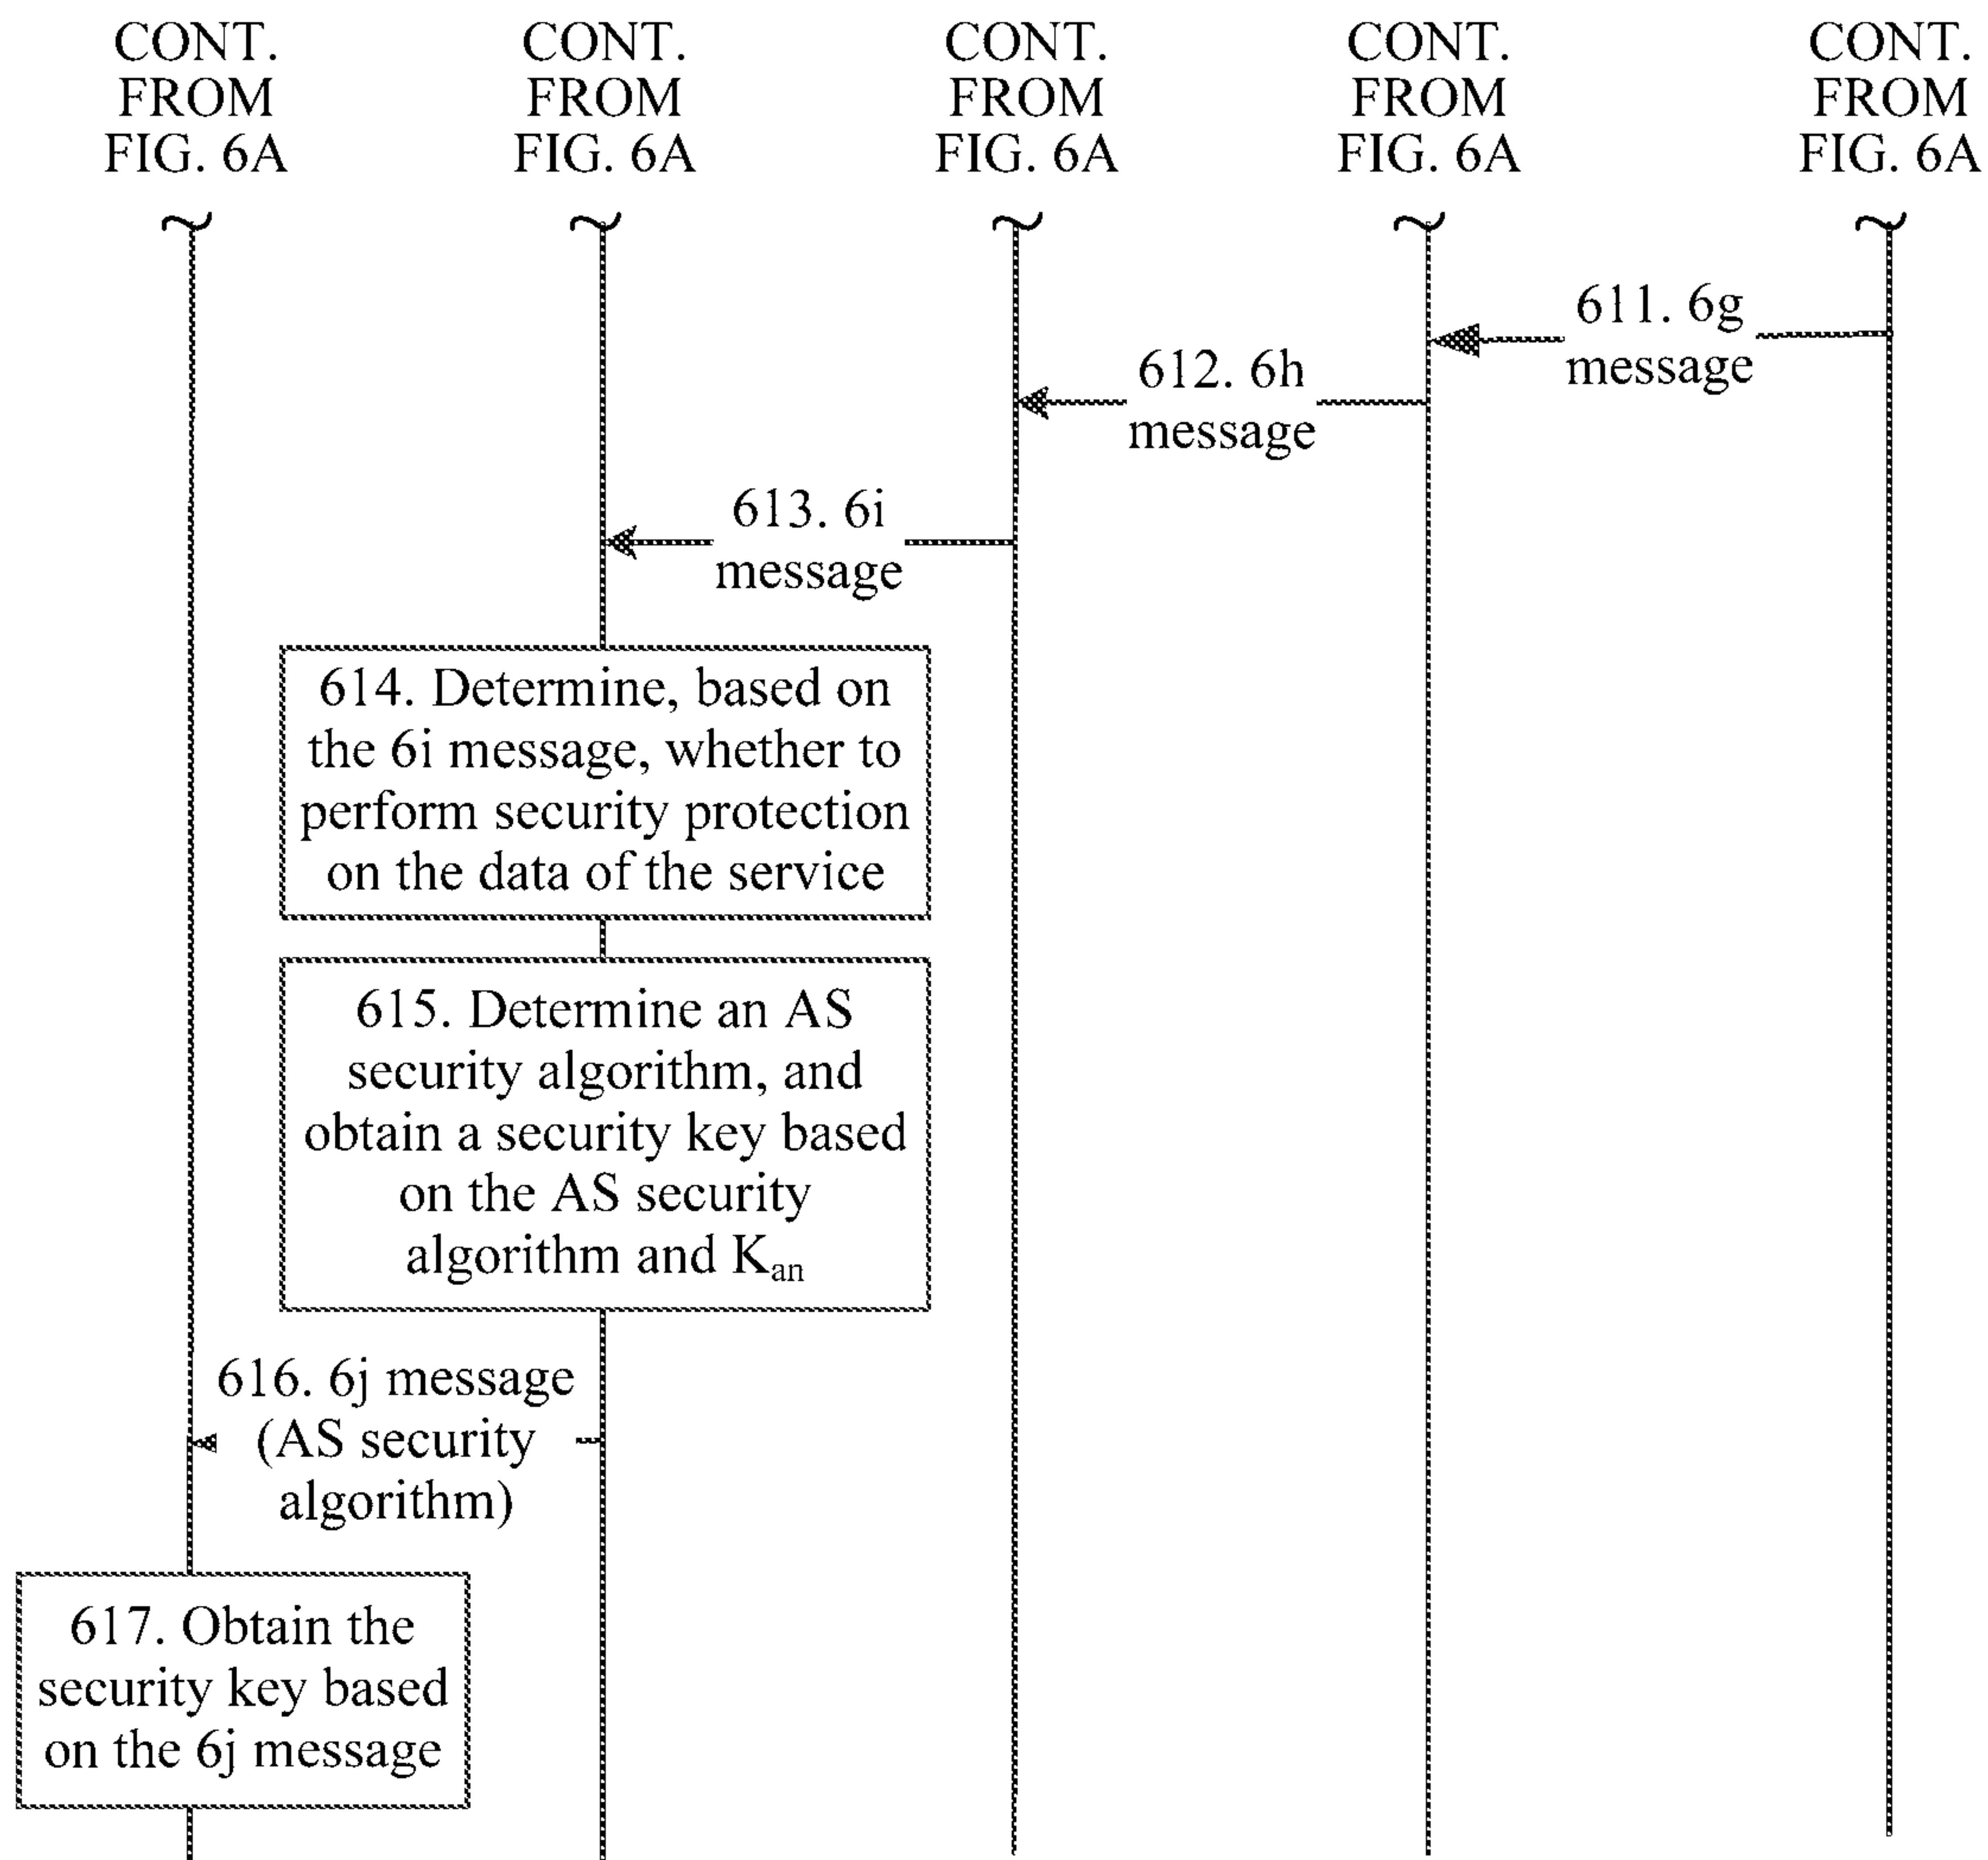 CONT.
FROM
FIG. 6A
CONT.
FROM
FIG. 6A
CONT.
FROM
FIG. 6A
CONT.
FROM
FIG. 6A
CONT.
FROM
FIG. 6A
611. 6g
message
612. 6h
message
613. 6i
message
614. Determine, based on
the 6i message, whether to
perform security protection
on the data of the service
615. Determine an AS
security algorithm, and
obtain a security key based
on the AS security
algorithm and Kan
616. 6j message
(AS security
algorithm)
617. Obtain the
security key based
on the 6j message